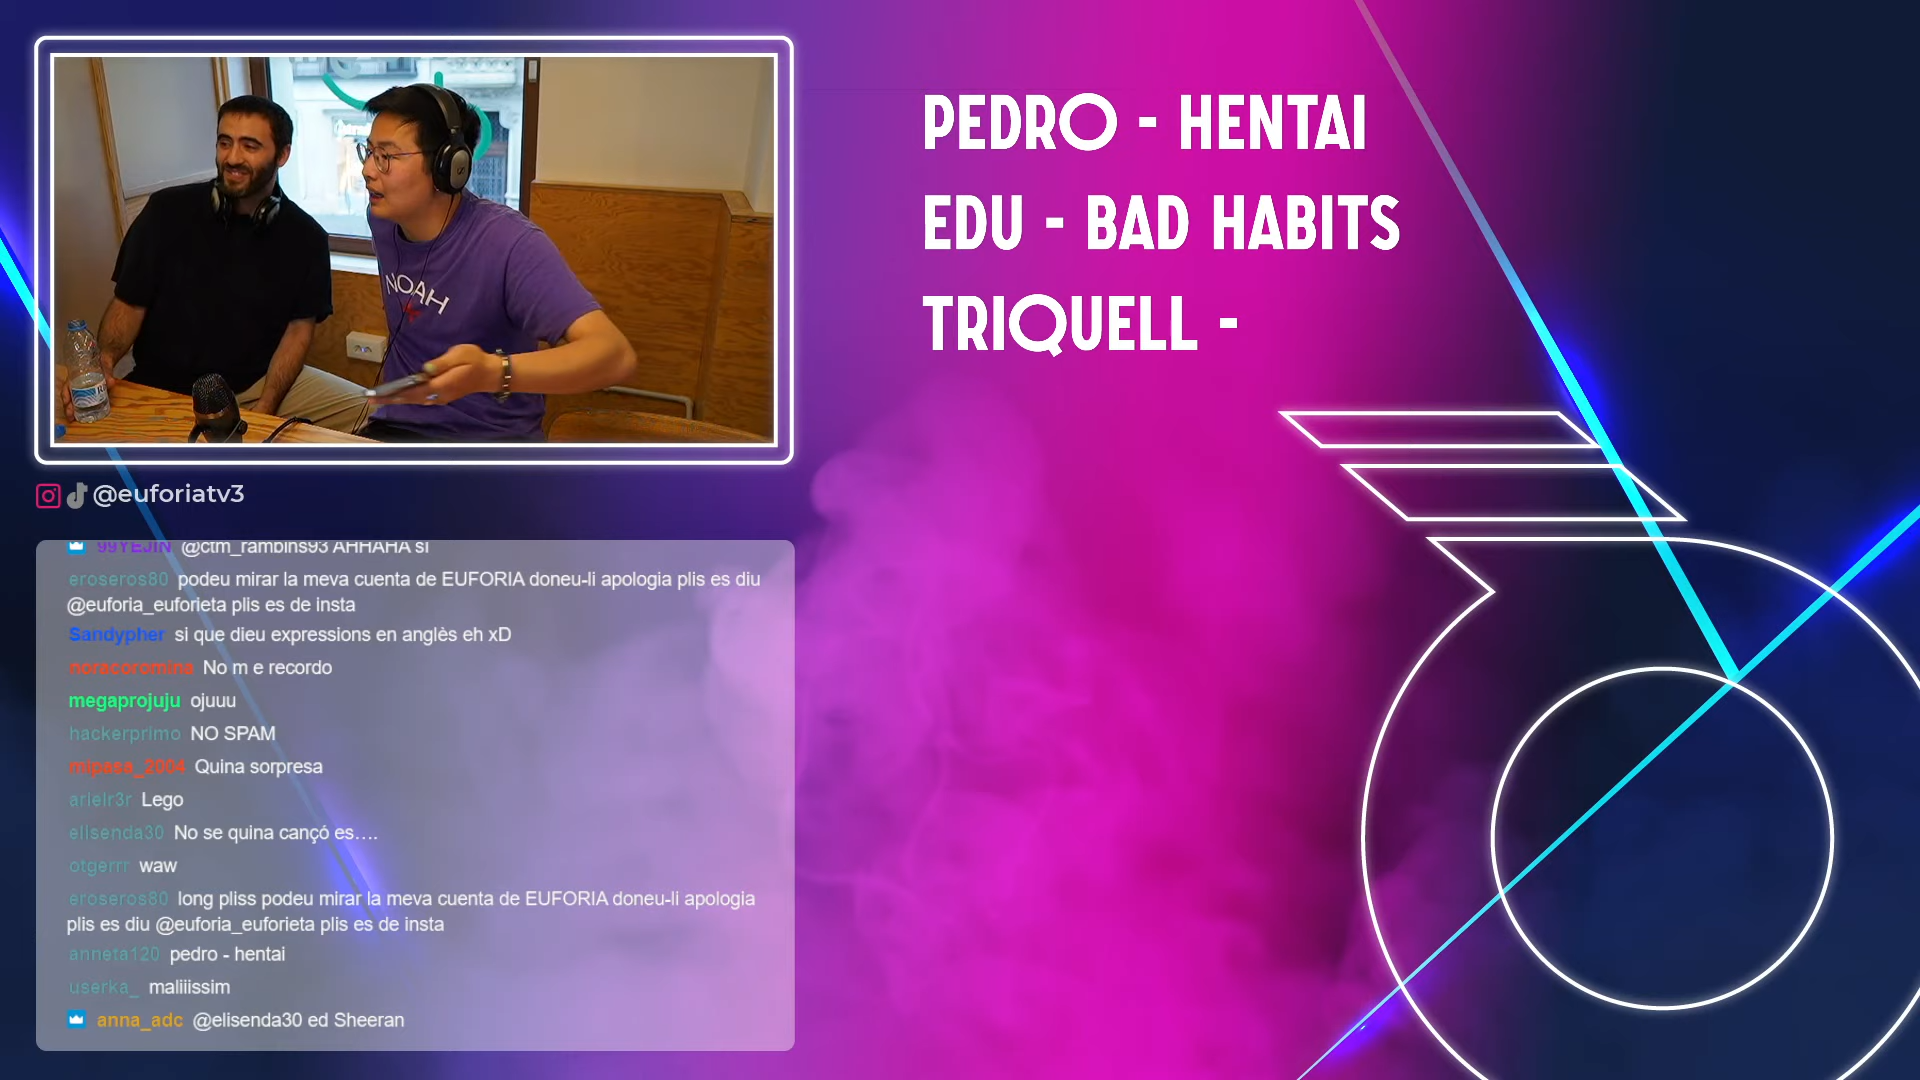 PEDRO - HENTAI
EDU - BAD HABITS
TRIQUELL -
NOAH
@euforiatv3
99YEJIN @ctm_rambins93 AHHAHA si
eroseros80 podeu mirar la meva cuenta de EUFORIA doneu-li apologia plis es diu
@euforia_euforieta plis es de insta
Sandypher si que dieu expressions en anglès eh xD
noracoromina No m e recordo
megaprojuju ojuuu
hackerprimo NO SPAM
mipasa_2004 Quina sorpresa
arielr3r Lego
elisenda30 No se quina cançó es....
otgerrr waw
eroseros80 long pliss podeu mirar la meva cuenta de EUFORIA doneu-li apologia
plis es diu @euforia_euforieta plis es de insta
anneta120 pedro - hentai
userka_ maliiissim
anna_adc @elisenda30 ed Sheeran